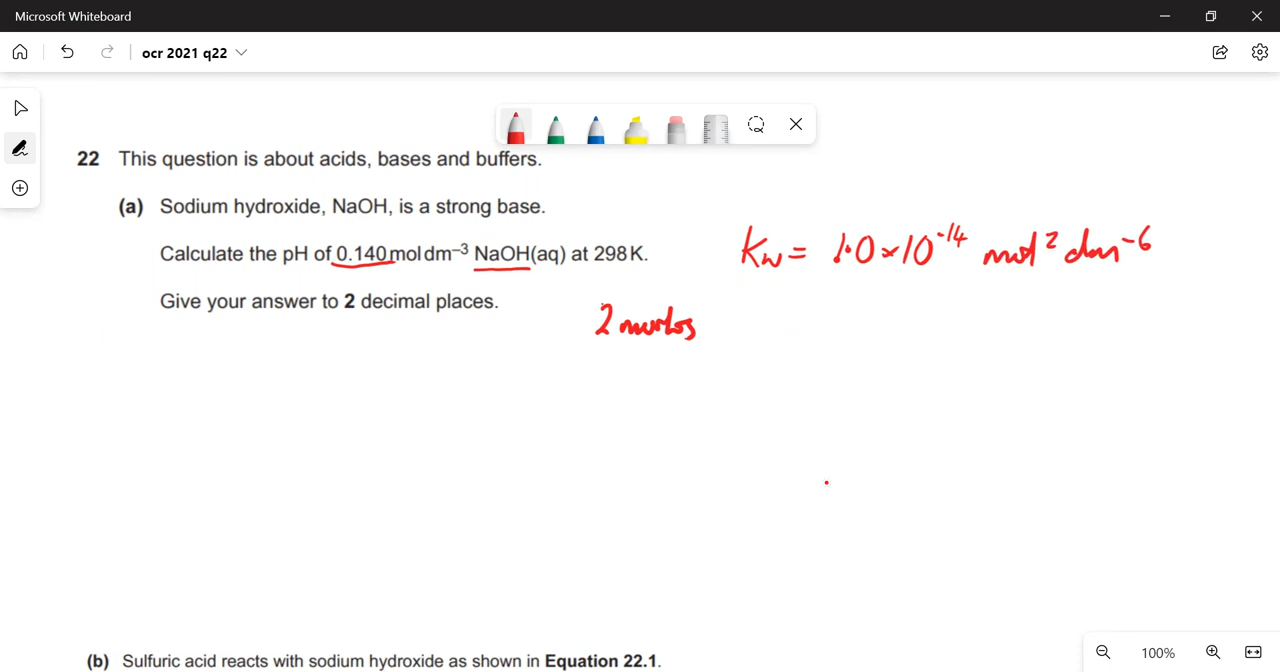 Microsoft Whiteboard
ocr 2021 q22
22 This question is about acids, bases and buffers.
(a) Sodium hydroxide, NaOH, is a strong base.
Calculate the pH of 0.140 mol dm⁻³ NaOH(aq) at 298 K.
Kw = 1.0×10⁻¹⁴ mol² dm⁻⁶
Give your answer to 2 decimal places.
2 marks
(b) Sulfuric acid reacts with sodium hydroxide as shown in Equation 22.1.
100%